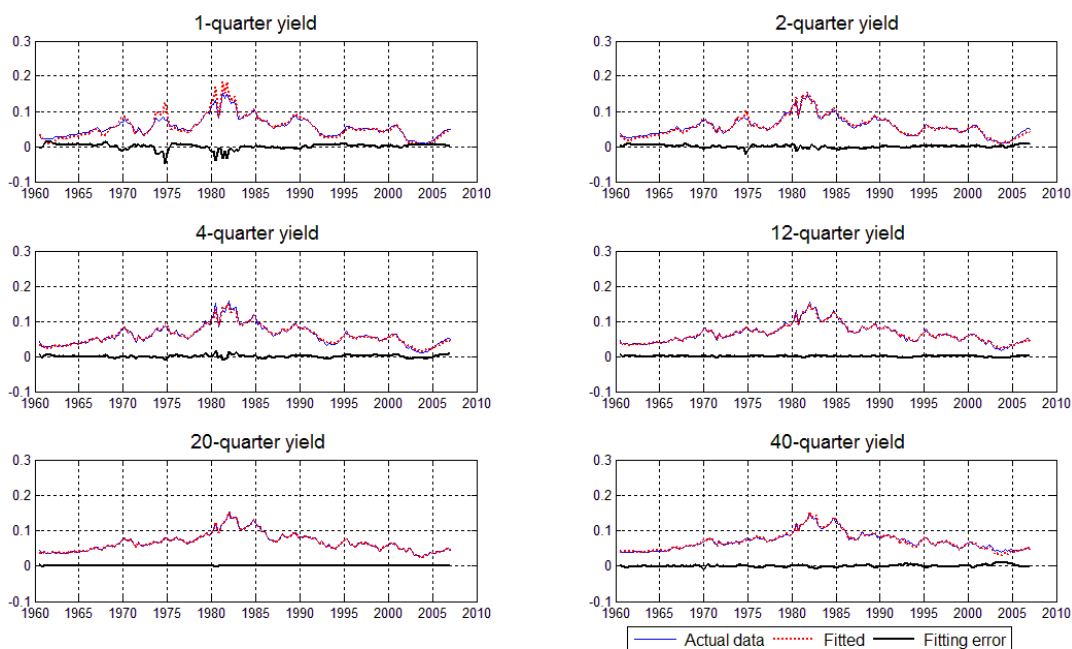 1-quarter yield
0.3
0.2
0.1
0
-0.1
1960 1965 1970 1975 1980 1985 1990 1995 2000 2005 2010
2-quarter yield
0.3
0.2
0.1
0
-0.1
1960 1965 1970 1975 1980 1985 1990 1995 2000 2005 2010
4-quarter yield
0.3
0.2
0.1
0
-0.1
1960 1965 1970 1975 1980 1985 1990 1995 2000 2005 2010
12-quarter yield
0.3
0.2
0.1
0
-0.1
1960 1965 1970 1975 1980 1985 1990 1995 2000 2005 2010
20-quarter yield
0.3
0.2
0.1
0
-0.1
1960 1965 1970 1975 1980 1985 1990 1995 2000 2005 2010
40-quarter yield
0.3
0.2
0.1
0
-0.1
1960 1965 1970 1975 1980 1985 1990 1995 2000 2005 2010
Actual data Fitted Fitting error